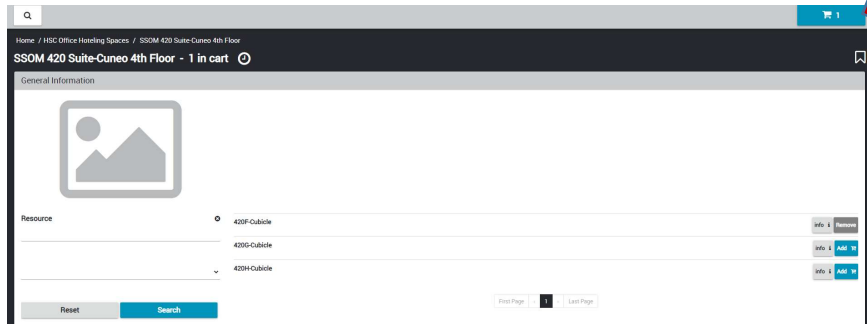 1
Home / HSC Office Hoteling Spaces / SSOM 420 Suite-Cuneo 4th Floor
SSOM 420 Suite-Cuneo 4th Floor - 1 in cart
General Information
Resource
420F-Cubicle
info i Remove
420G-Cubicle
info i Add
420H-Cubicle
info i Add
First Page - 1 - Last Page
Reset Search